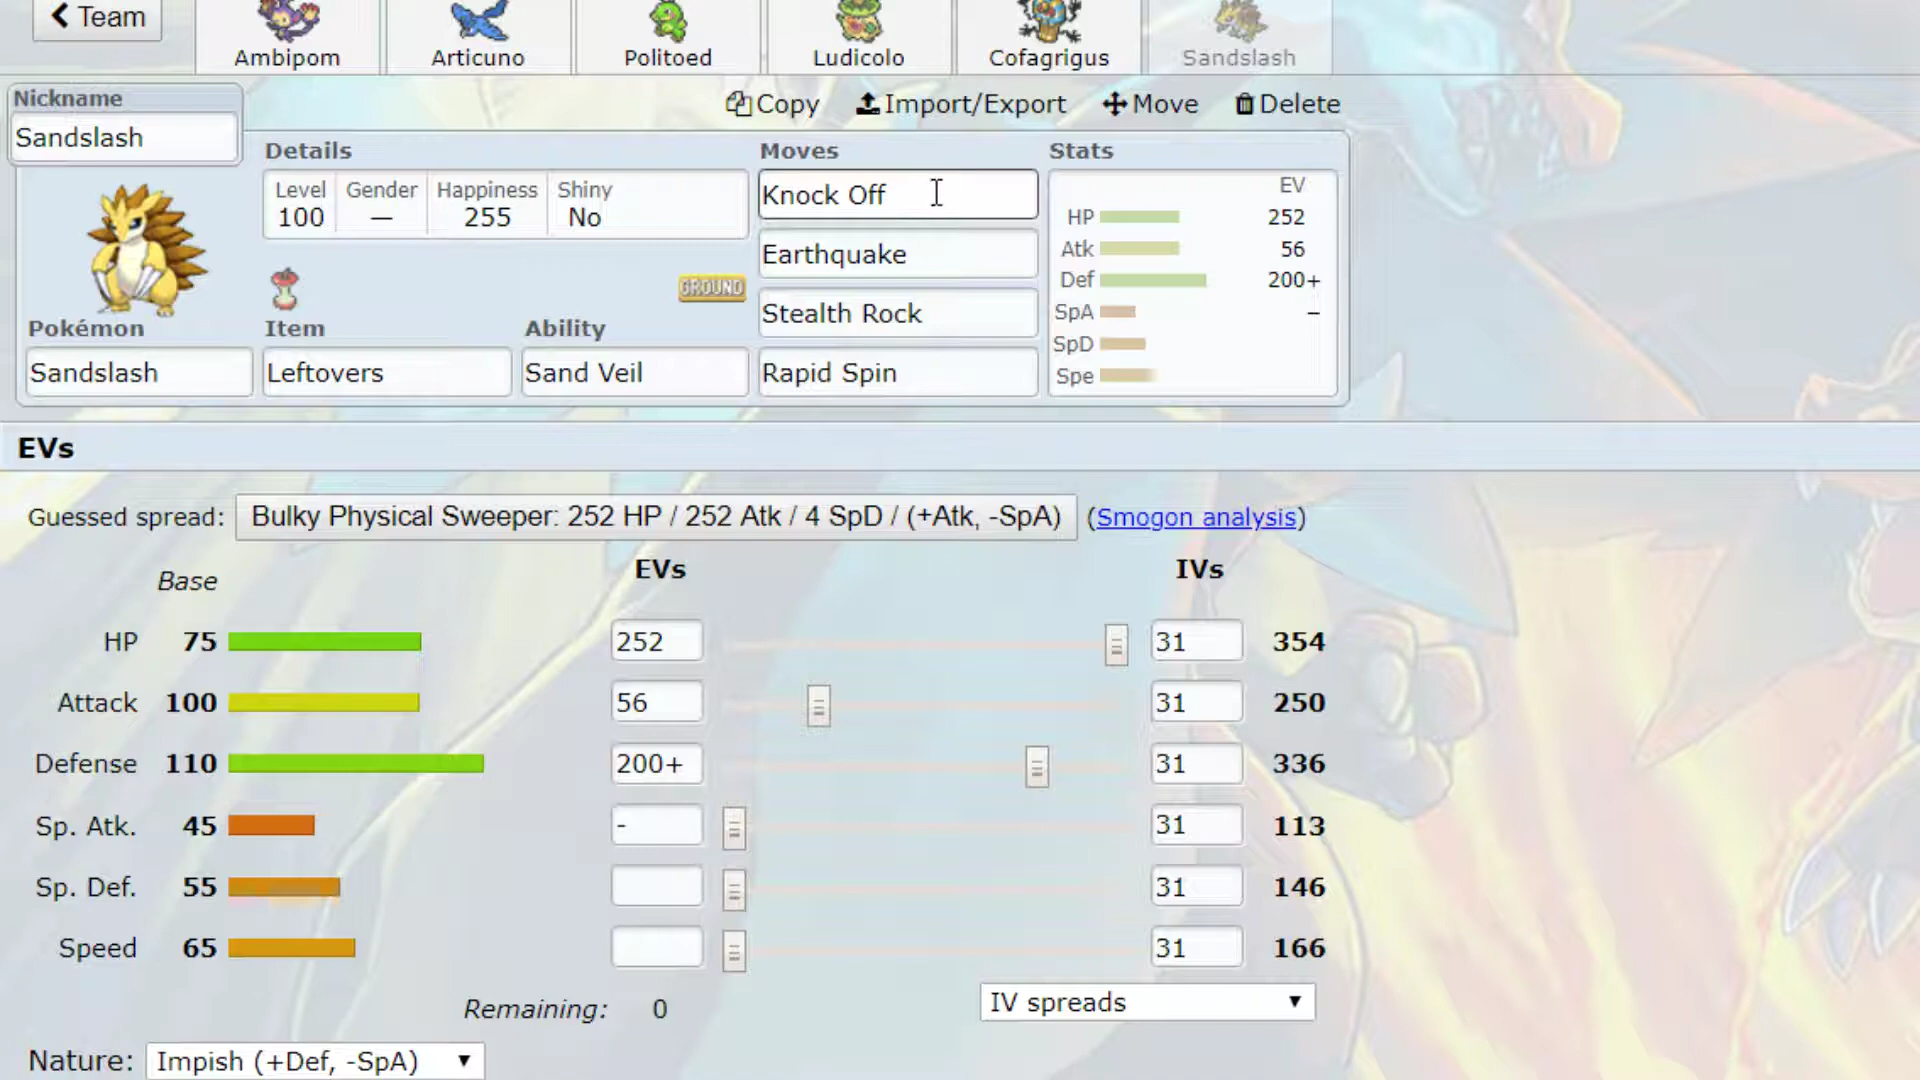 Team
Ambipom
Articuno
Politoed
Ludicolo
Cofagrigus
Sandslash
Nickname
Sandslash
Copy
Import/Export
Move
Delete
Details
Level
100
Gender
—
Happiness
255
Shiny
No
GROUND
Pokémon
Sandslash
Item
Leftovers
Ability
Sand Veil
Moves
Knock Off
Earthquake
Stealth Rock
Rapid Spin
Stats
EV
HP 252
Atk 56
Def 200+
SpA −
SpD
Spe
EVs
Guessed spread: Bulky Physical Sweeper: 252 HP / 252 Atk / 4 SpD / (+Atk, -SpA) (Smogon analysis)
Base EVs IVs
HP 75 252 31 354
Attack 100 56 31 250
Defense 110 200+ 31 336
Sp. Atk. 45 - 31 113
Sp. Def. 55 31 146
Speed 65 31 166
Remaining: 0
IV spreads
Nature: Impish (+Def, -SpA)